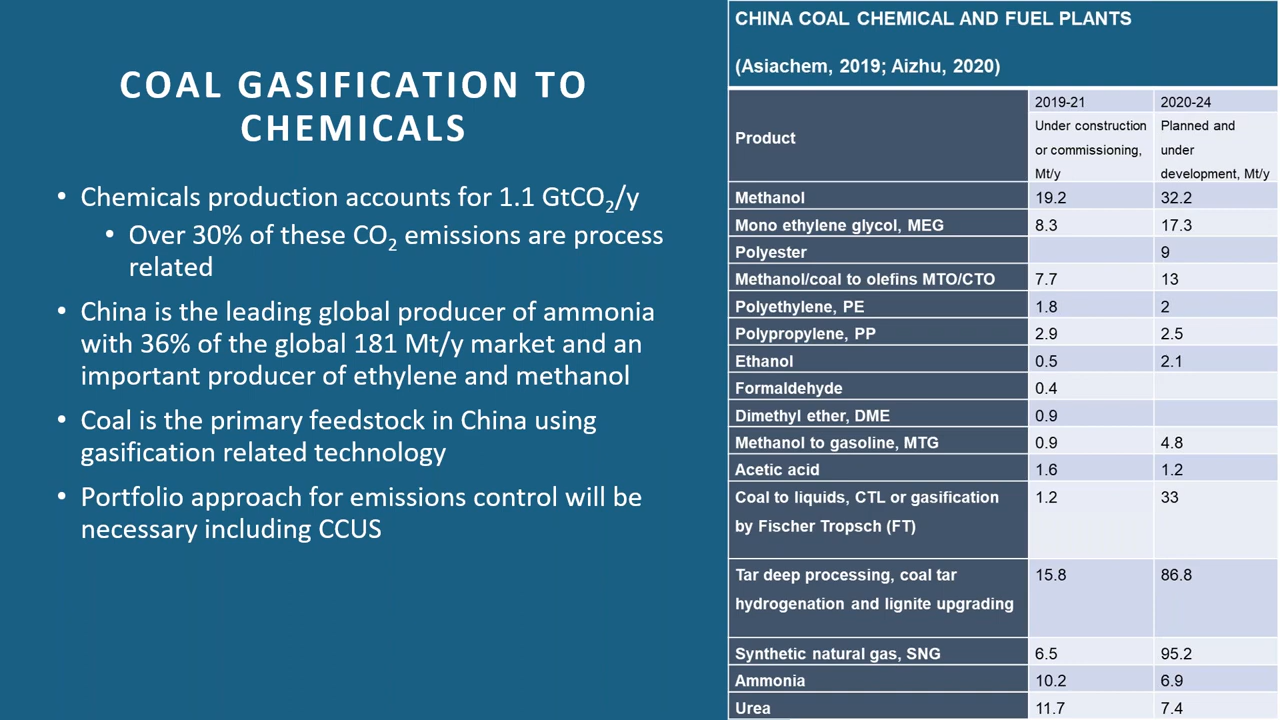 COAL GASIFICATION TO
CHEMICALS
• Chemicals production accounts for 1.1 GtCO₂/y
• Over 30% of these CO₂ emissions are process
related
• China is the leading global producer of ammonia
with 36% of the global 181 Mt/y market and an
important producer of ethylene and methanol
• Coal is the primary feedstock in China using
gasification related technology
• Portfolio approach for emissions control will be
necessary including CCUS
CHINA COAL CHEMICAL AND FUEL PLANTS
(Asiachem, 2019; Aizhu, 2020)
Product
2019-21
Under construction
or commissioning,
Mt/y
2020-24
Planned and
under
development, Mt/y
Methanol 19.2 32.2
Mono ethylene glycol, MEG 8.3 17.3
Polyester 9
Methanol/coal to olefins MTO/CTO 7.7 13
Polyethylene, PE 1.8 2
Polypropylene, PP 2.9 2.5
Ethanol 0.5 2.1
Formaldehyde 0.4
Dimethyl ether, DME 0.9
Methanol to gasoline, MTG 0.9 4.8
Acetic acid 1.6 1.2
Coal to liquids, CTL or gasification 1.2 33
by Fischer Tropsch (FT)
Tar deep processing, coal tar 15.8 86.8
hydrogenation and lignite upgrading
Synthetic natural gas, SNG 6.5 95.2
Ammonia 10.2 6.9
Urea 11.7 7.4